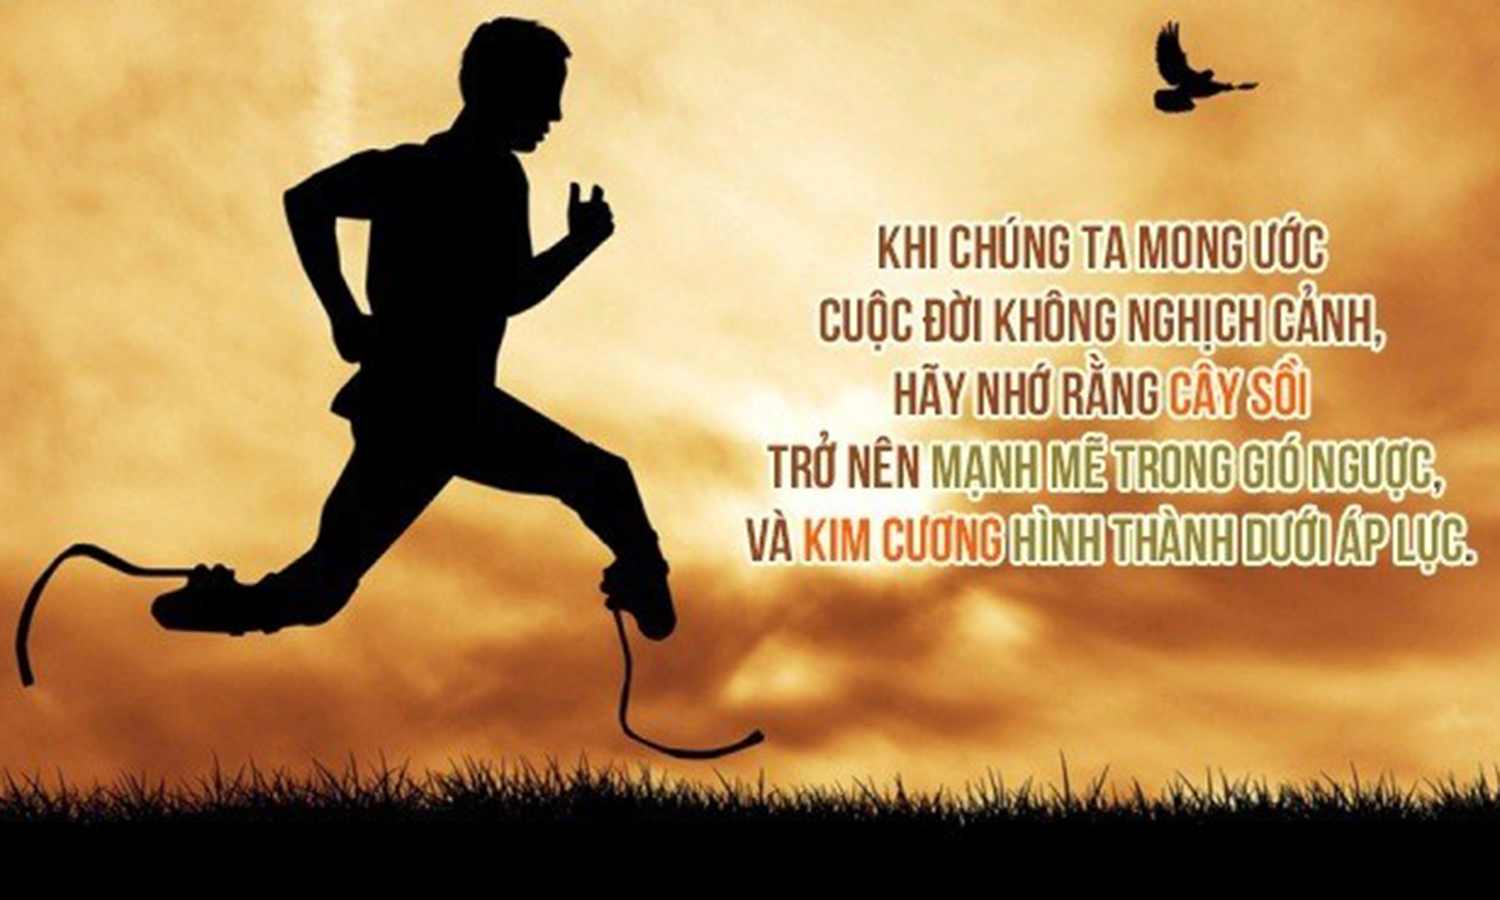 KHI CHÚNG TA MONG ƯỚC
CUỘC ĐỜI KHÔNG NGHỊCH CẢNH,
HÃY NHỚ RẰNG CÂY SỒI
TRỞ NÊN MẠNH MẼ TRONG GIÓ NGƯỢC,
VÀ KIM CƯƠNG HÌNH THÀNH DƯỚI ÁP LỰC.